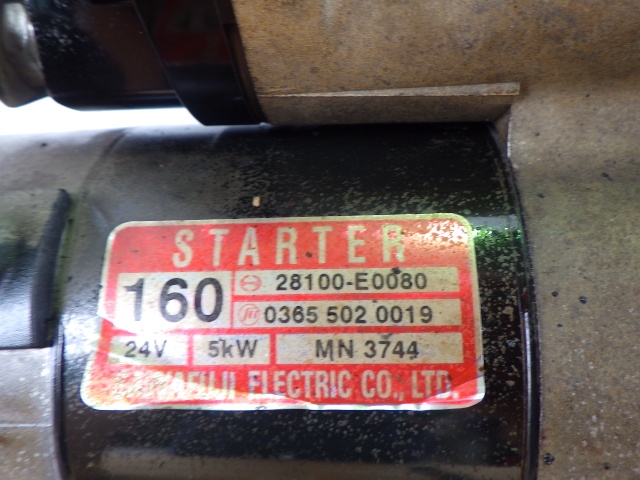 STARTER
160
28100-E0080
0365 502 0019
24V 5kW MN 3744
ELECTRIC CO., LTD.